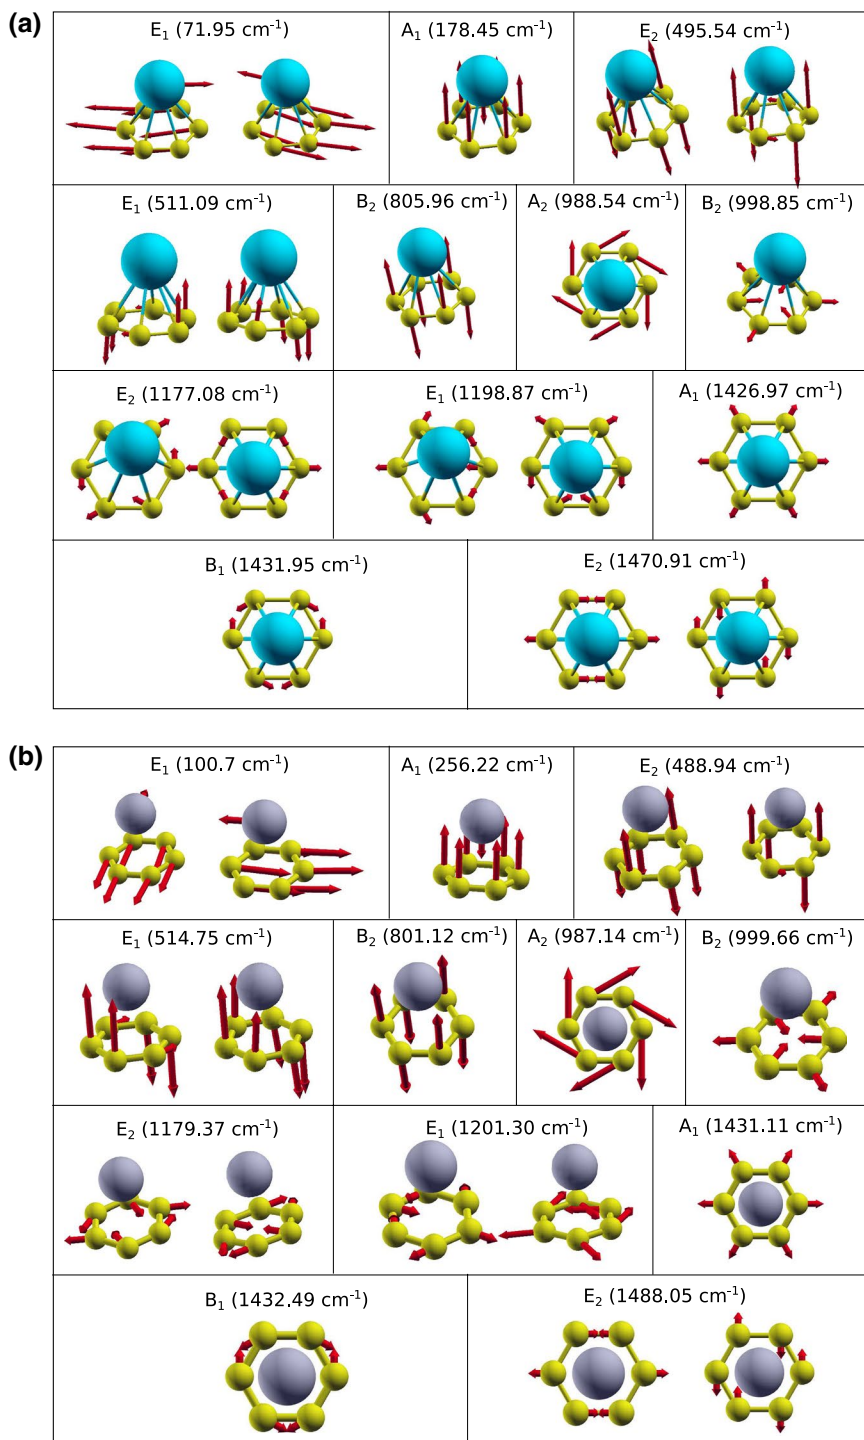 (a)
E₁ (71.95 cm⁻¹) A₁ (178.45 cm⁻¹) E₂ (495.54 cm⁻¹)
E₁ (511.09 cm⁻¹) B₂ (805.96 cm⁻¹) A₂ (988.54 cm⁻¹) B₂ (998.85 cm⁻¹)
E₂ (1177.08 cm⁻¹) E₁ (1198.87 cm⁻¹) A₁ (1426.97 cm⁻¹)
B₁ (1431.95 cm⁻¹) E₂ (1470.91 cm⁻¹)
(b)
E₁ (100.7 cm⁻¹) A₁ (256.22 cm⁻¹) E₂ (488.94 cm⁻¹)
E₁ (514.75 cm⁻¹) B₂ (801.12 cm⁻¹) A₂ (987.14 cm⁻¹) B₂ (999.66 cm⁻¹)
E₂ (1179.37 cm⁻¹) E₁ (1201.30 cm⁻¹) A₁ (1431.11 cm⁻¹)
B₁ (1432.49 cm⁻¹) E₂ (1488.05 cm⁻¹)